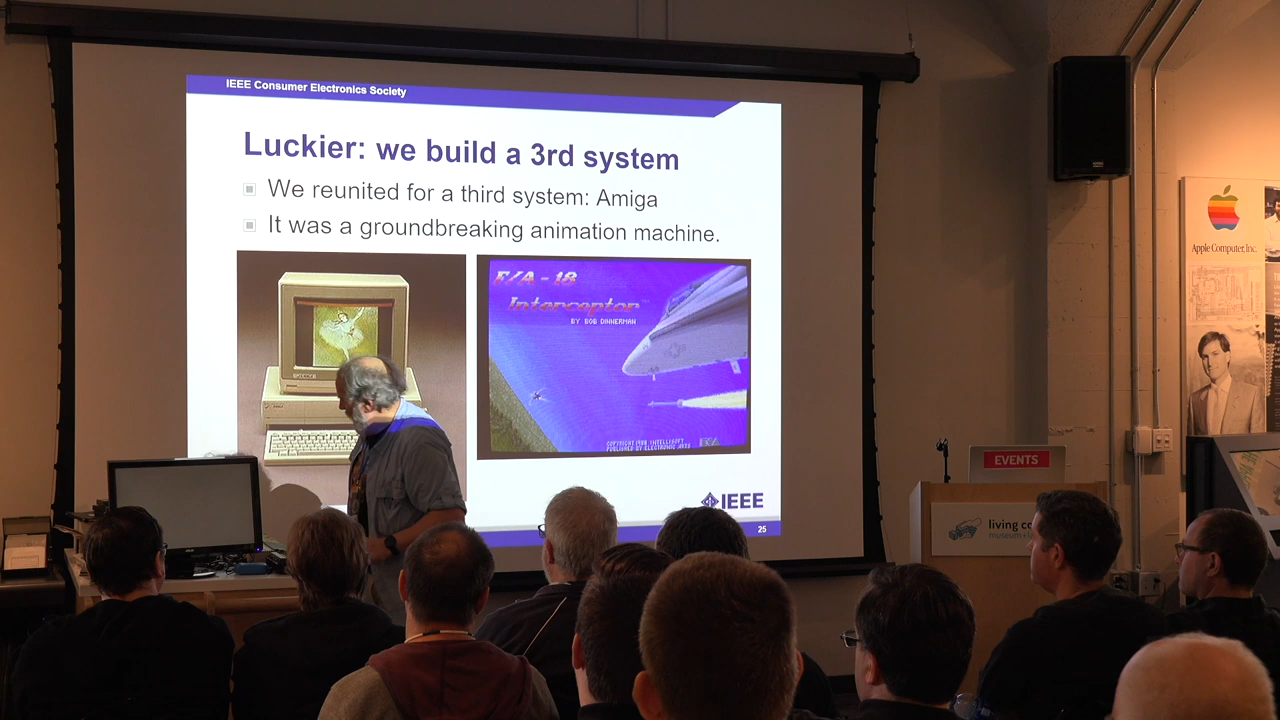 IEEE Consumer Electronics Society
Luckier: we build a 3rd system
We reunited for a third system: Amiga
It was a groundbreaking animation machine.
F/A-18
Interceptor
BY BOB DINNERMAN
COPYRIGHT 1988 INTELLISOFT
PUBLISHED BY ELECTRONIC ARTS
IEEE
25
Apple Computer, Inc.
EVENTS
living co
museum